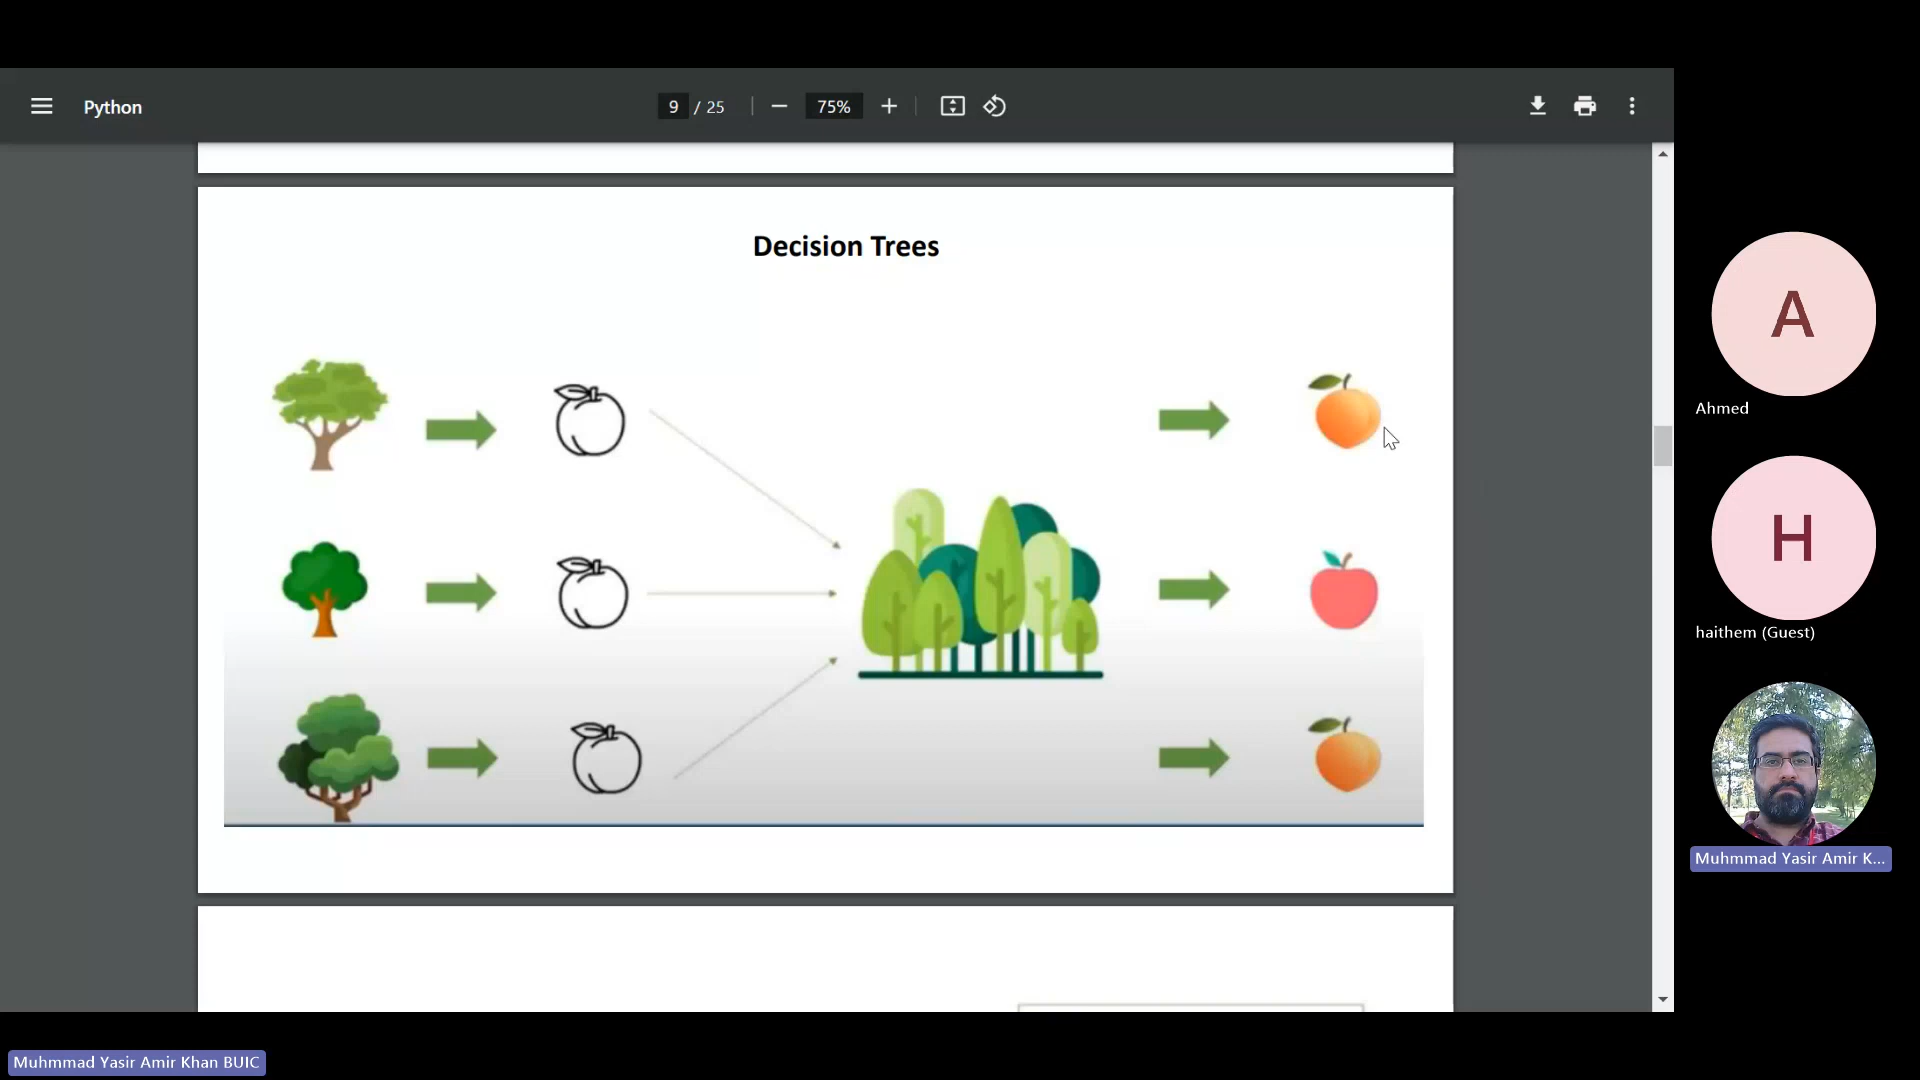 Python
9 / 25
75%
Decision Trees
A
Ahmed
H
haithem (Guest)
Muhmmad Yasir Amir K...
Muhmmad Yasir Amir Khan BUIC